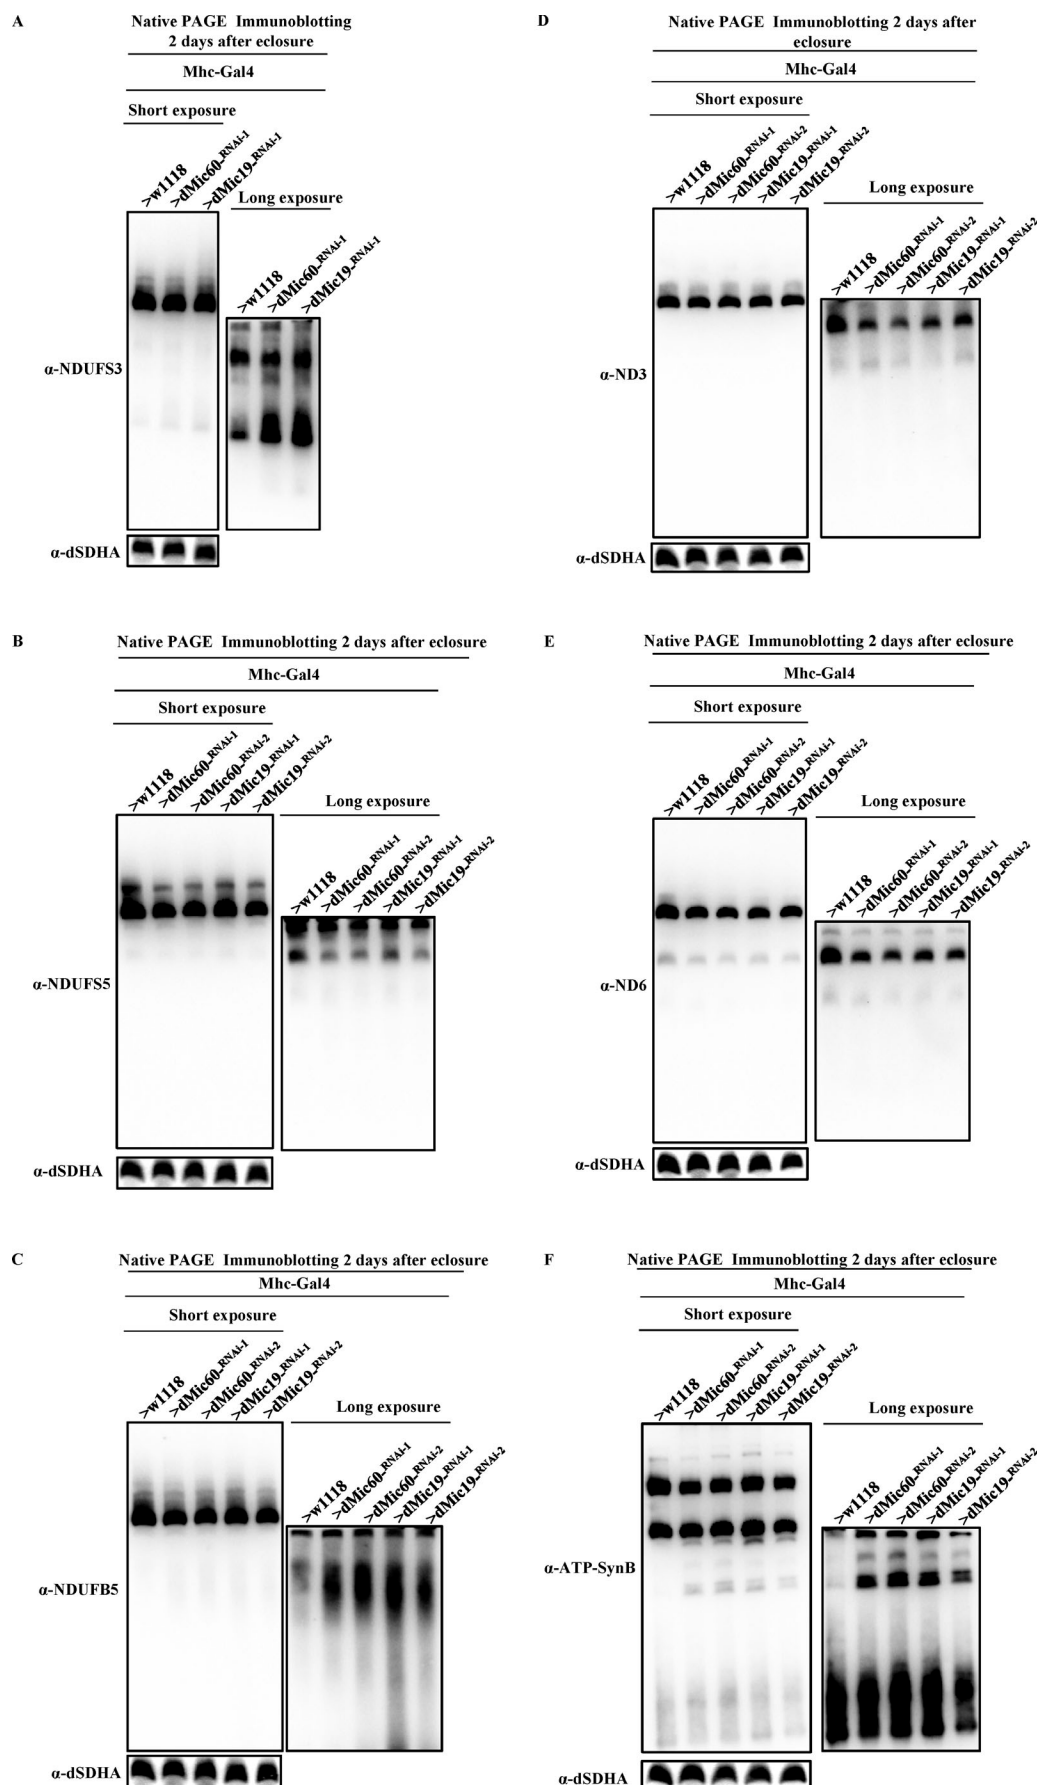 A
Native PAGE Immunoblotting
2 days after eclosure
Mhc-Gal4
Short exposure
>w1118
>dMic60-RNAi-1
>dMic19-RNAi-1
Long exposure
>w1118
>dMic60-RNAi-1
>dMic19-RNAi-1
α-NDUFS3
α-dSDHA
B
Native PAGE Immunoblotting 2 days after eclosure
Mhc-Gal4
Short exposure
>w1118
>dMic60-RNAi-1
>dMic60-RNAi-2
>dMic19-RNAi-1
>dMic19-RNAi-2
Long exposure
>w1118
>dMic60-RNAi-1
>dMic60-RNAi-2
>dMic19-RNAi-1
>dMic19-RNAi-2
α-NDUFS5
α-dSDHA
C
Native PAGE Immunoblotting 2 days after eclosure
Mhc-Gal4
Short exposure
>w1118
>dMic60-RNAi-1
>dMic60-RNAi-2
>dMic19-RNAi-1
>dMic19-RNAi-2
Long exposure
>w1118
>dMic60-RNAi-1
>dMic60-RNAi-2
>dMic19-RNAi-1
>dMic19-RNAi-2
α-NDUFB5
α-dSDHA
D
Native PAGE Immunoblotting 2 days after
eclosure
Mhc-Gal4
Short exposure
>w1118
>dMic60-RNAi-1
>dMic60-RNAi-2
>dMic19-RNAi-1
>dMic19-RNAi-2
Long exposure
>w1118
>dMic60-RNAi-1
>dMic60-RNAi-2
>dMic19-RNAi-1
>dMic19-RNAi-2
α-ND3
α-dSDHA
E
Native PAGE Immunoblotting 2 days after eclosure
Mhc-Gal4
Short exposure
>w1118
>dMic60-RNAi-1
>dMic60-RNAi-2
>dMic19-RNAi-1
>dMic19-RNAi-2
Long exposure
>w1118
>dMic60-RNAi-1
>dMic60-RNAi-2
>dMic19-RNAi-1
>dMic19-RNAi-2
α-ND6
α-dSDHA
F
Native PAGE Immunoblotting 2 days after eclosure
Mhc-Gal4
Short exposure
>w1118
>dMic60-RNAi-1
>dMic60-RNAi-2
>dMic19-RNAi-1
>dMic19-RNAi-2
Long exposure
>w1118
>dMic60-RNAi-1
>dMic60-RNAi-2
>dMic19-RNAi-1
>dMic19-RNAi-2
α-ATP-SynB
α-dSDHA